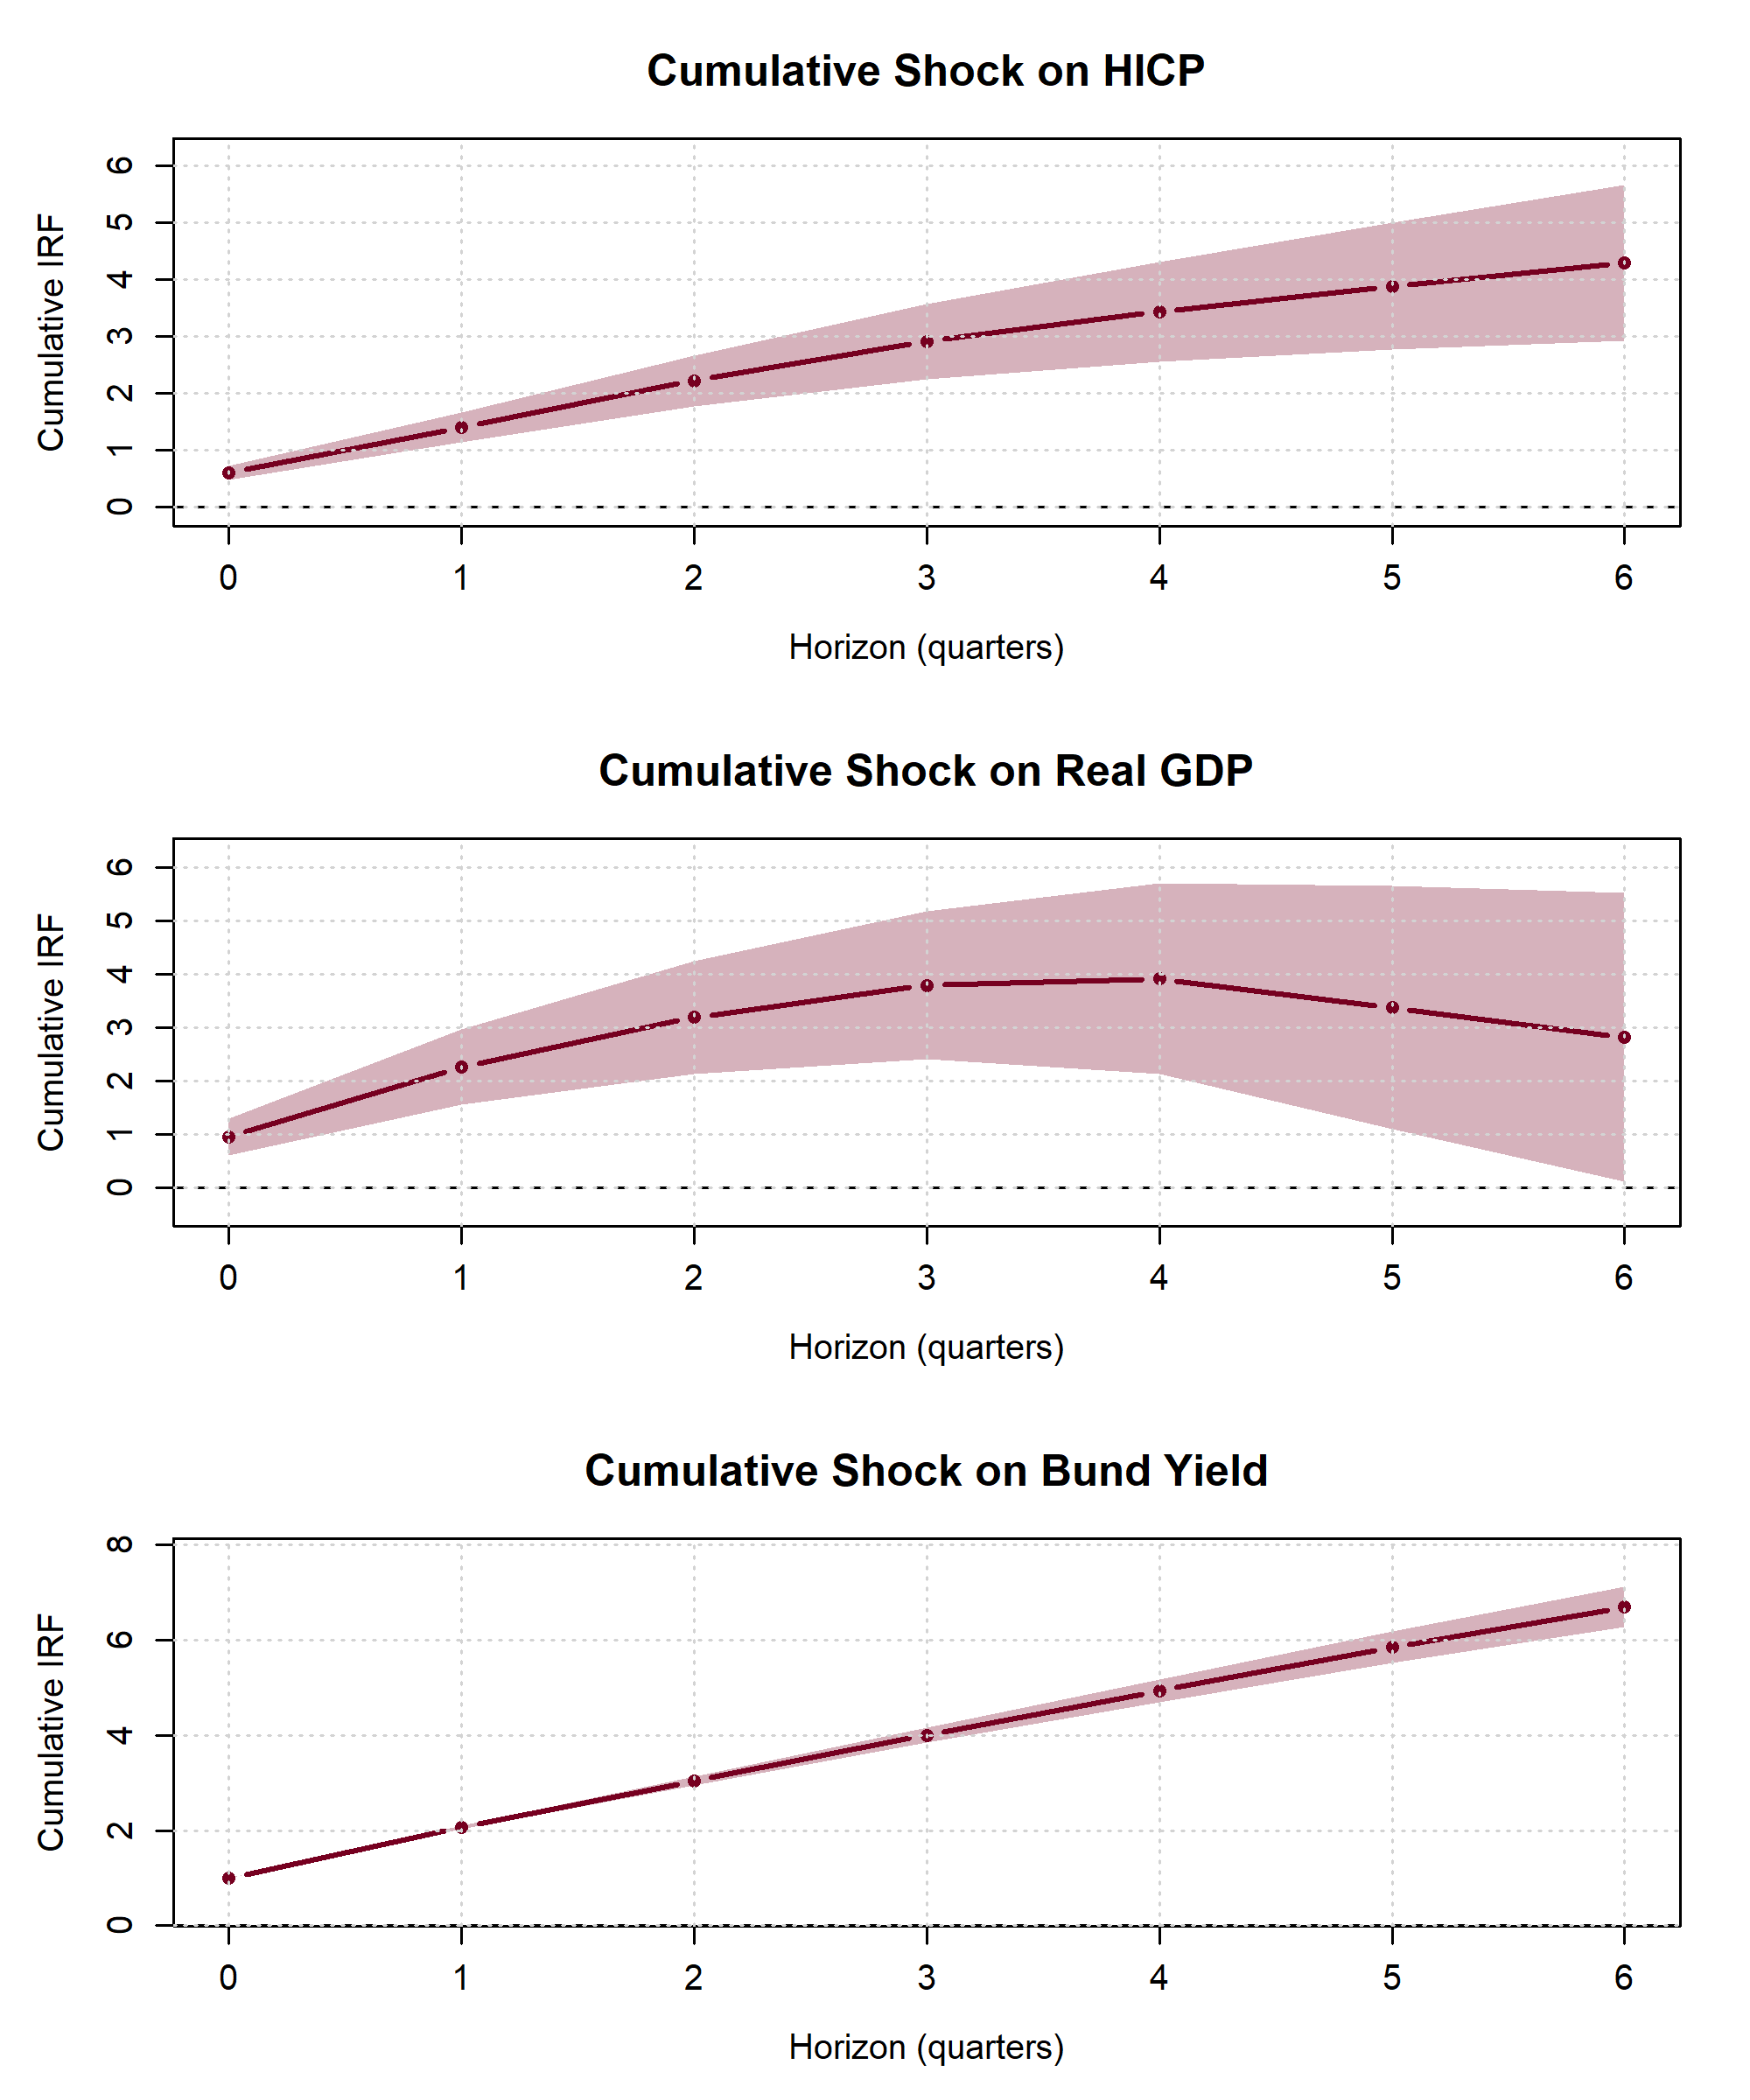 Cumulative Shock on HICP
Cumulative IRF
6
5
4
3
2
1
0
0 1 2 3 4 5 6
Horizon (quarters)
Cumulative Shock on Real GDP
Cumulative IRF
6
5
4
3
2
1
0
0 1 2 3 4 5 6
Horizon (quarters)
Cumulative Shock on Bund Yield
Cumulative IRF
8
6
4
2
0
0 1 2 3 4 5 6
Horizon (quarters)